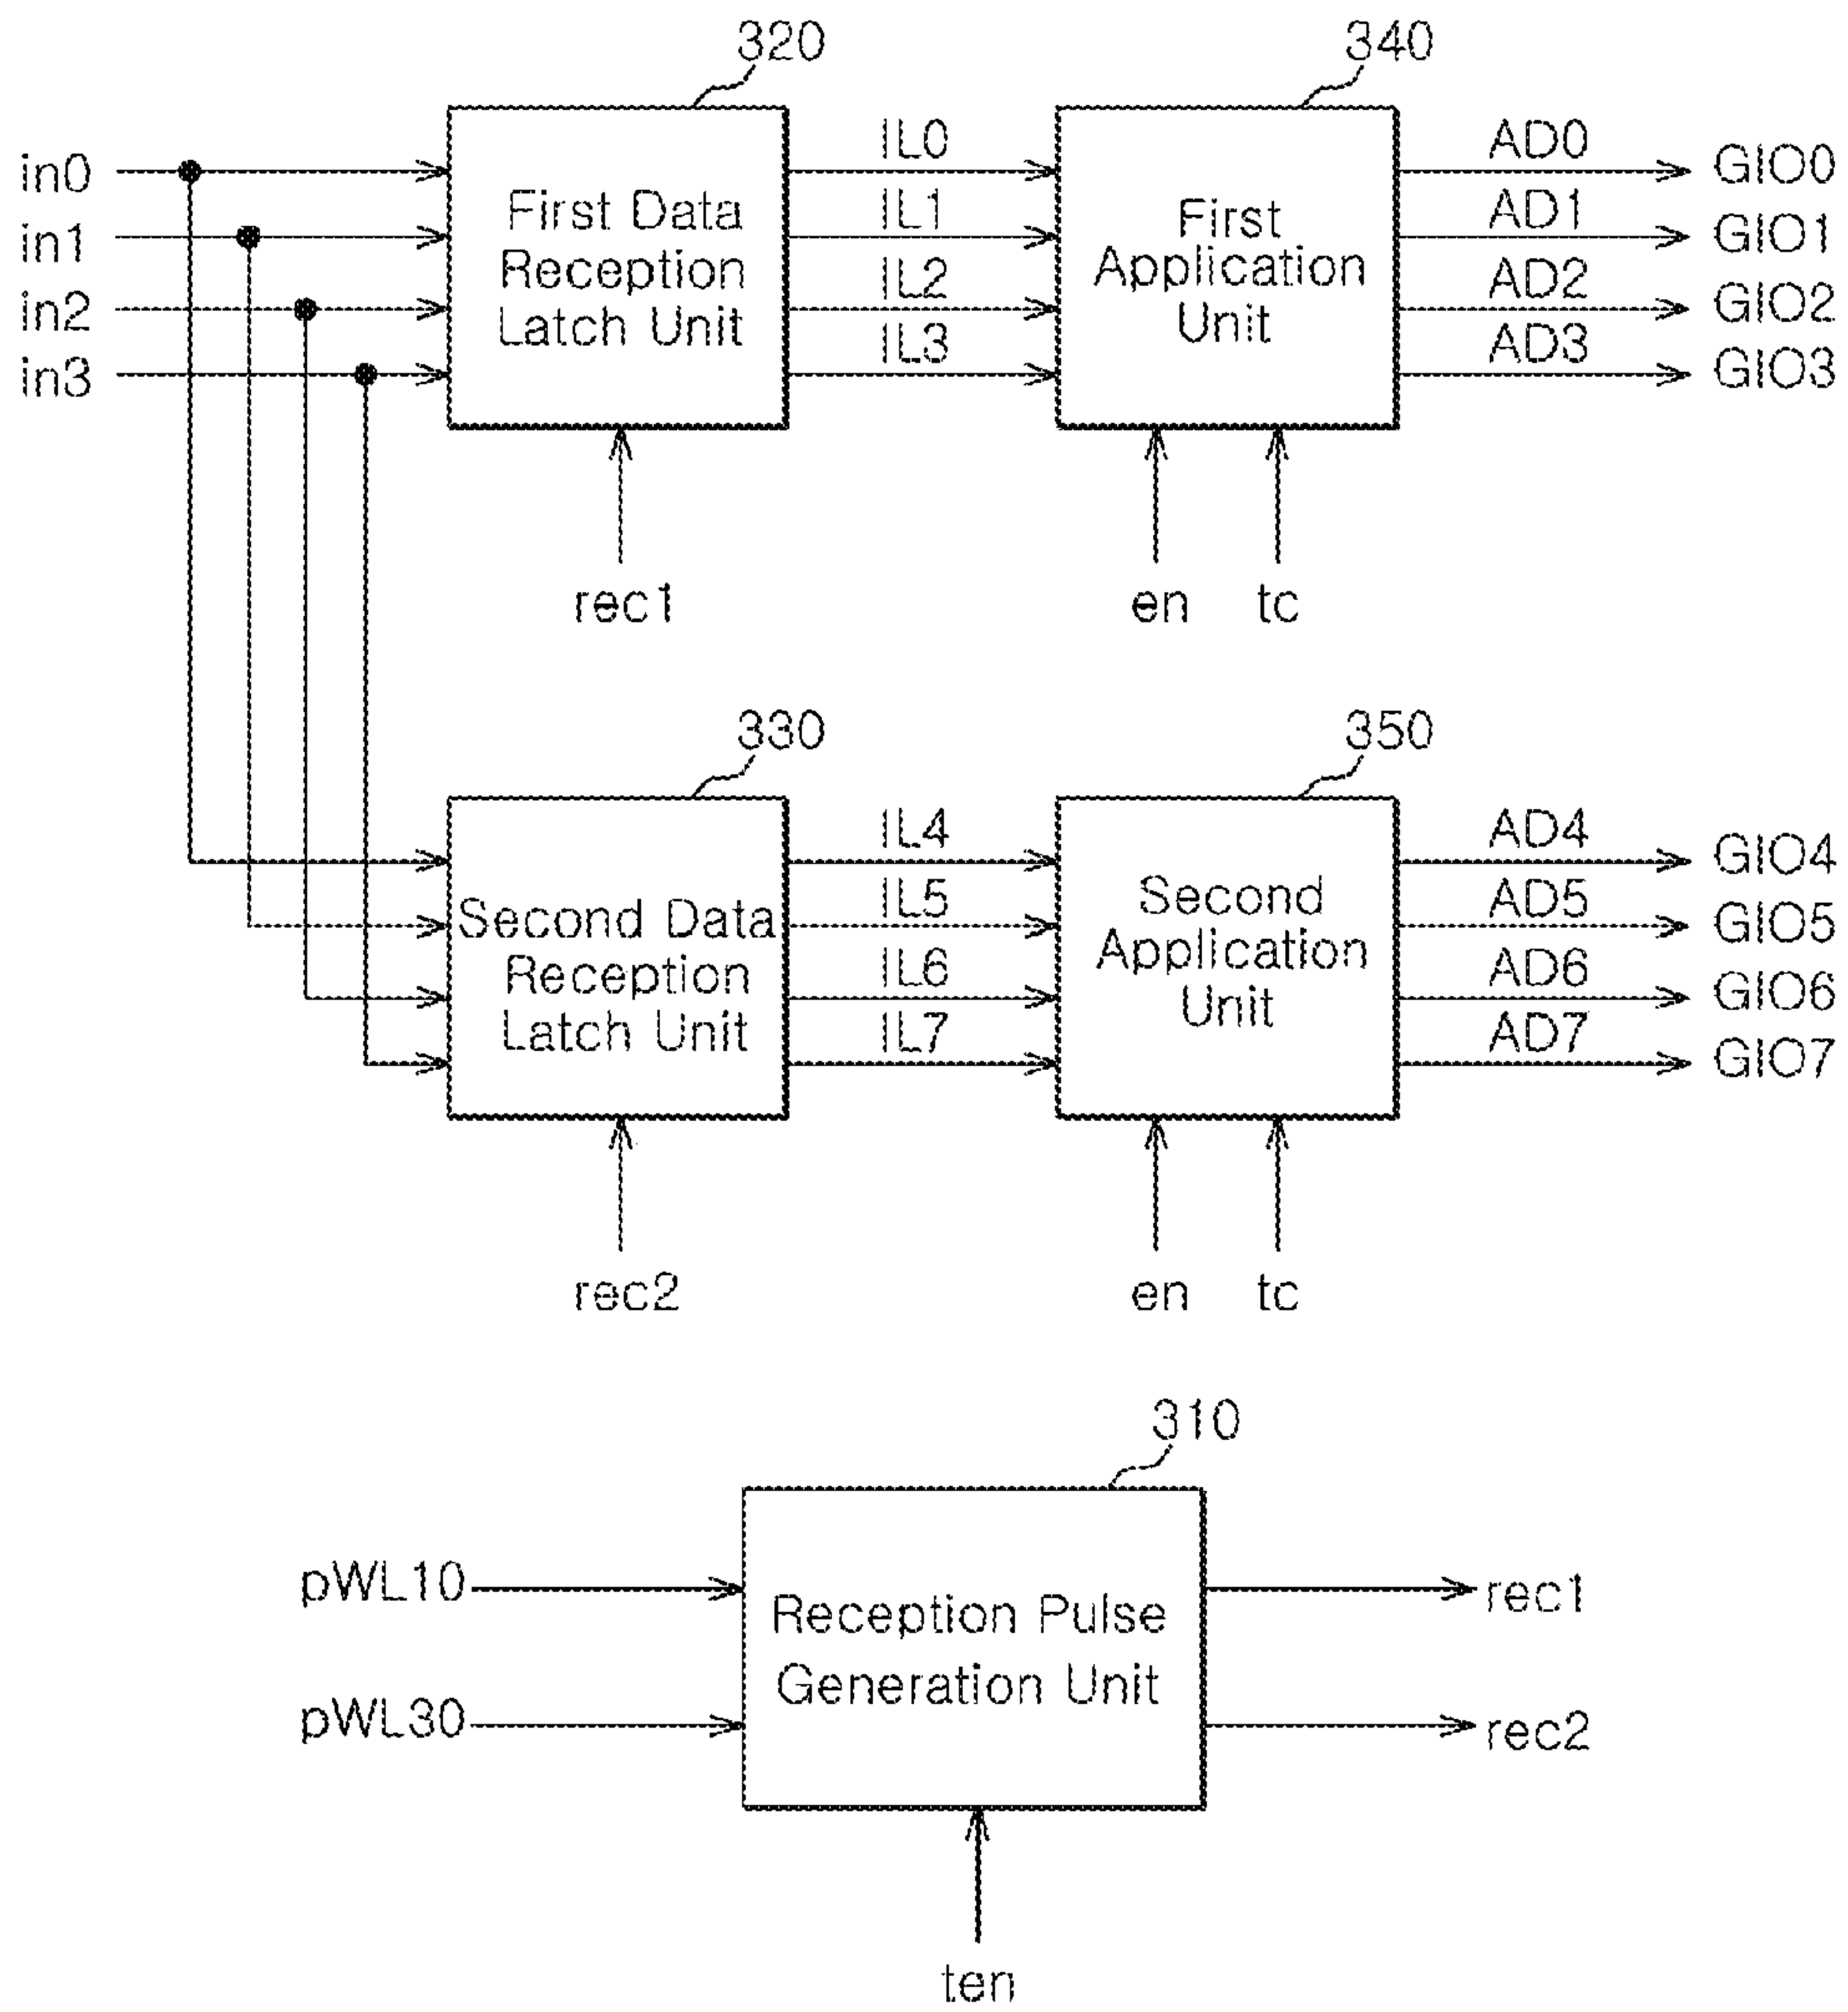 320
340
in0
in1
in2
in3
First Data
Reception
Latch Unit
IL0
IL1
IL2
IL3
First
Application
Unit
AD0
AD1
AD2
AD3
GIO0
GIO1
GIO2
GIO3
rec1
en
tc
330
350
Second Data
Reception
Latch Unit
IL4
IL5
IL6
IL7
Second
Application
Unit
AD4
AD5
AD6
AD7
GIO4
GIO5
GIO6
GIO7
rec2
en
tc
310
pWL10
pWL30
Reception Pulse
Generation Unit
rec1
rec2
ten